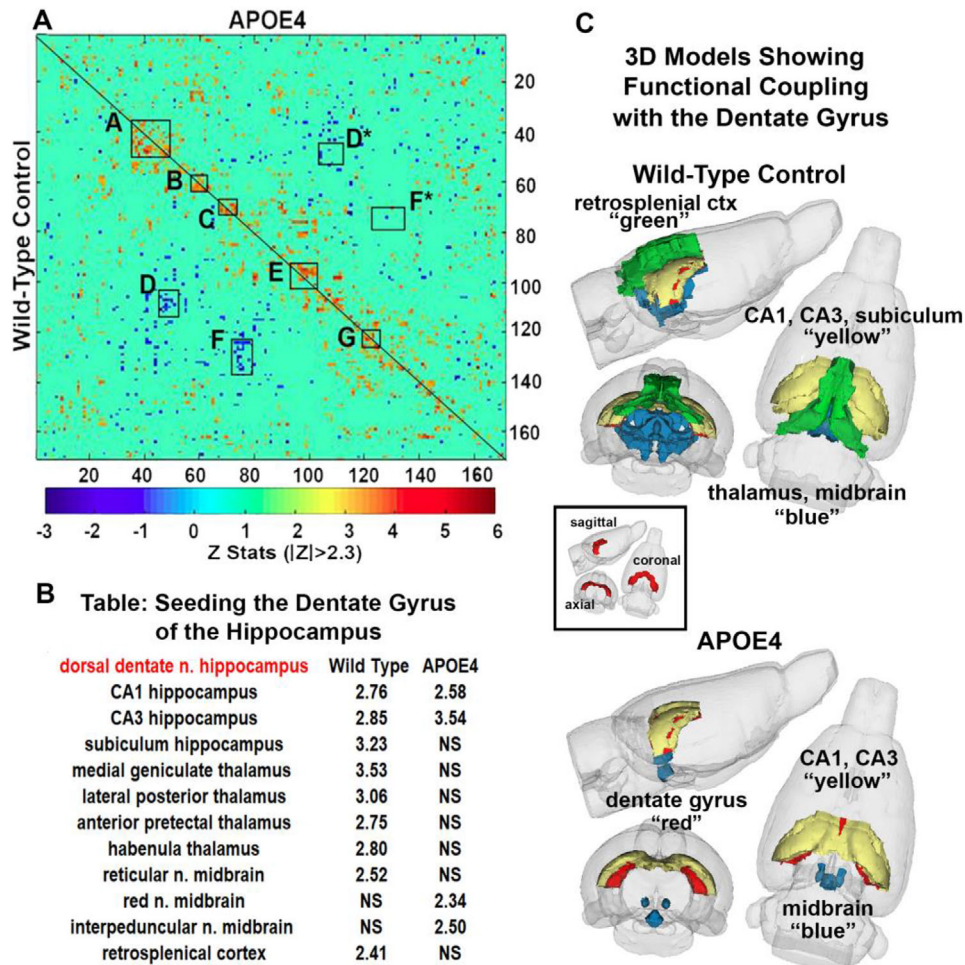 A
APOE4
Wild-Type Control
A
B
C
D
E
F
G
D*
F*
20
40
60
80
100
120
140
160
20 40 60 80 100 120 140 160
-3 -2 -1 0 1 2 3 4 5 6
Z Stats (|Z|>2.3)
B
Table: Seeding the Dentate Gyrus
of the Hippocampus
dorsal dentate n. hippocampus Wild Type APOE4
CA1 hippocampus 2.76 2.58
CA3 hippocampus 2.85 3.54
subiculum hippocampus 3.23 NS
medial geniculate thalamus 3.53 NS
lateral posterior thalamus 3.06 NS
anterior pretectal thalamus 2.75 NS
habenula thalamus 2.80 NS
reticular n. midbrain 2.52 NS
red n. midbrain NS 2.34
interpeduncular n. midbrain NS 2.50
retrosplenical cortex 2.41 NS
C
3D Models Showing
Functional Coupling
with the Dentate Gyrus
Wild-Type Control
retrosplenial ctx
"green"
CA1, CA3, subiculum
"yellow"
thalamus, midbrain
"blue"
sagittal
coronal
axial
APOE4
CA1, CA3
"yellow"
dentate gyrus
"red"
midbrain
"blue"